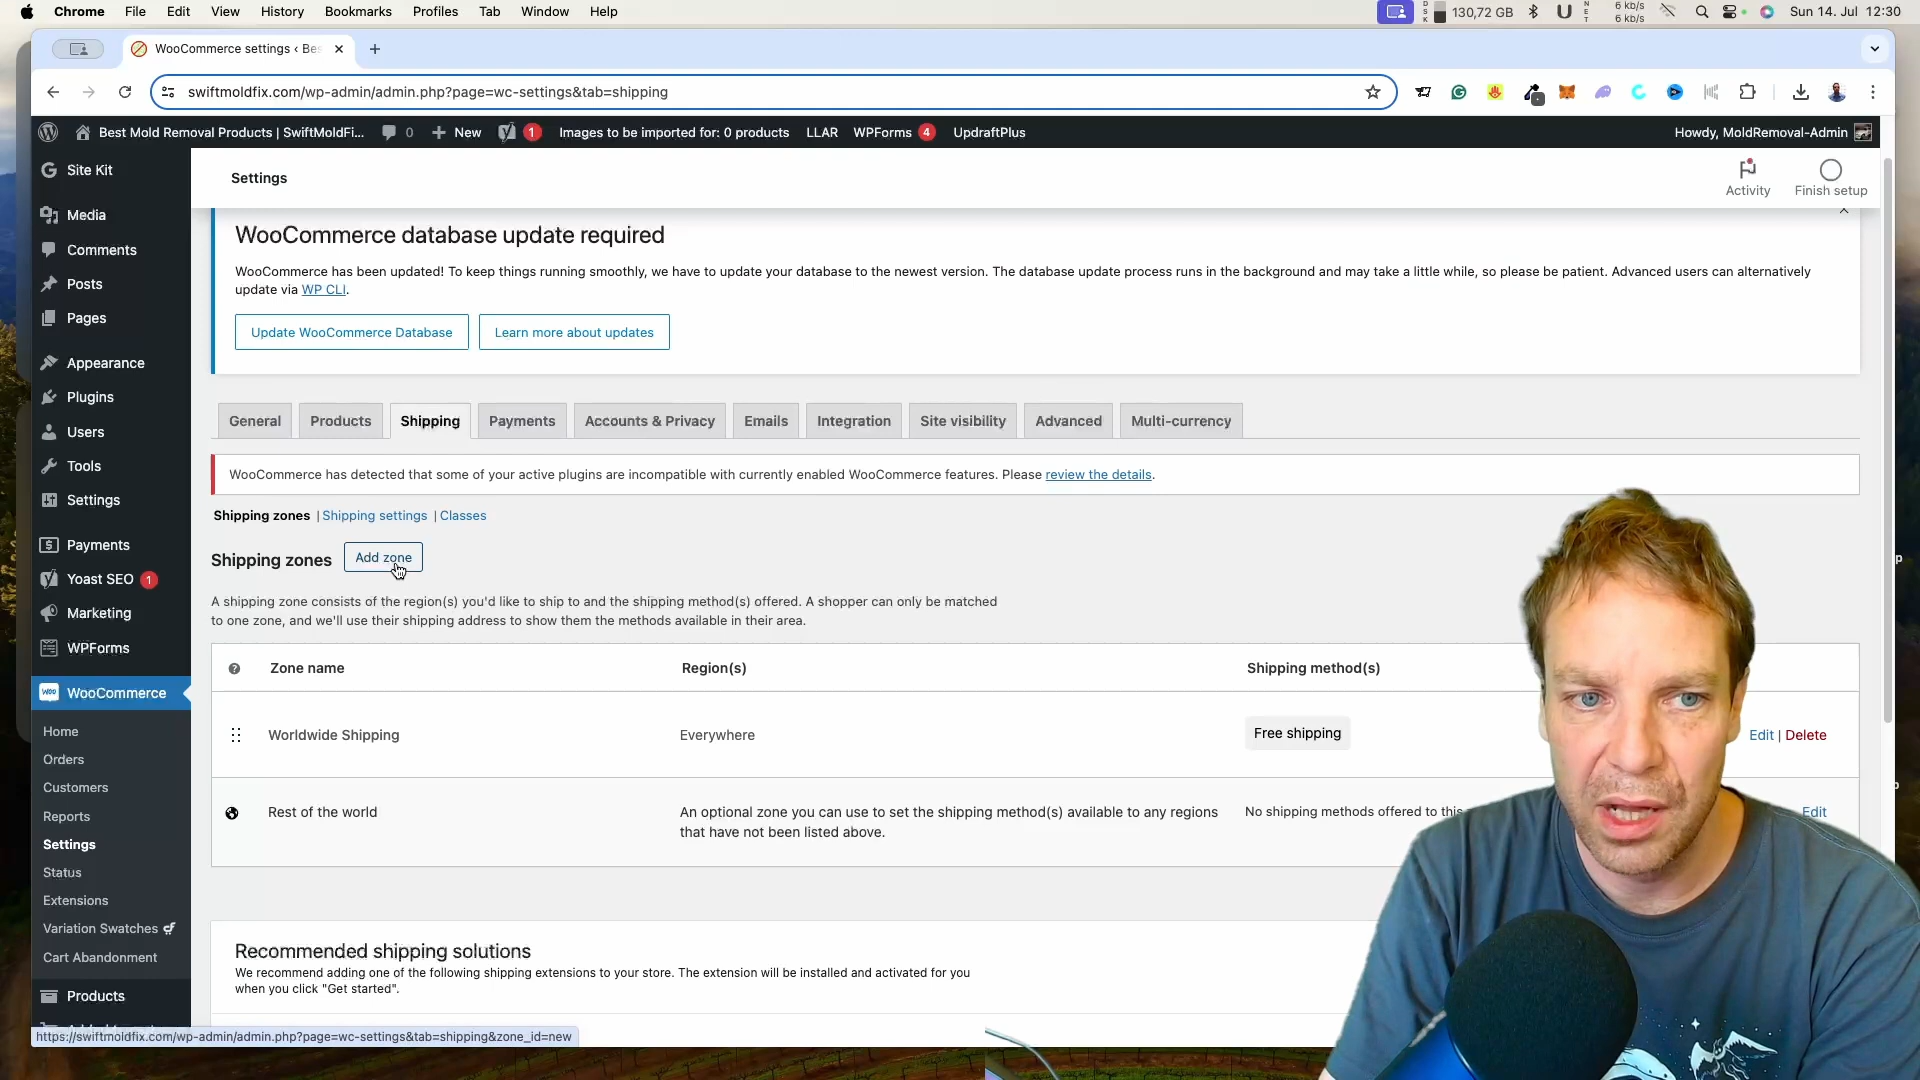 Chrome File Edit View History Bookmarks Profiles Tab Window Help
130,72 GB 6 kb/s 6 kb/s Sun 14. Jul 12:30
WooCommerce settings ‹ Bes
swiftmoldfix.com/wp-admin/admin.php?page=wc-settings&tab=shipping
Best Mold Removal Products | SwiftMoldFi... 0 New 1 Images to be imported for: 0 products LLAR WPForms 4 UpdraftPlus Howdy, MoldRemoval-Admin
Site Kit
Media
Comments
Posts
Pages
Appearance
Plugins
Users
Tools
Settings
Payments
Yoast SEO 1
Marketing
WPForms
WooCommerce
Home
Orders
Customers
Reports
Settings
Status
Extensions
Variation Swatches
Cart Abandonment
Products
Settings
Activity
Finish setup
WooCommerce database update required
WooCommerce has been updated! To keep things running smoothly, we have to update your database to the newest version. The database update process runs in the background and may take a little while, so please be patient. Advanced users can alternatively
update via WP CLI.
Update WooCommerce Database Learn more about updates
General Products Shipping Payments Accounts & Privacy Emails Integration Site visibility Advanced Multi-currency
WooCommerce has detected that some of your active plugins are incompatible with currently enabled WooCommerce features. Please review the details.
Shipping zones | Shipping settings | Classes
Shipping zones Add zone
A shipping zone consists of the region(s) you'd like to ship to and the shipping method(s) offered. A shopper can only be matched
to one zone, and we'll use their shipping address to show them the methods available in their area.
Zone name Region(s) Shipping method(s)
Worldwide Shipping Everywhere Free shipping Edit | Delete
Rest of the world An optional zone you can use to set the shipping method(s) available to any regions No shipping methods offered to this Edit
that have not been listed above.
Recommended shipping solutions
We recommend adding one of the following shipping extensions to your store. The extension will be installed and activated for you
when you click "Get started".
https://swiftmoldfix.com/wp-admin/admin.php?page=wc-settings&tab=shipping&zone_id=new